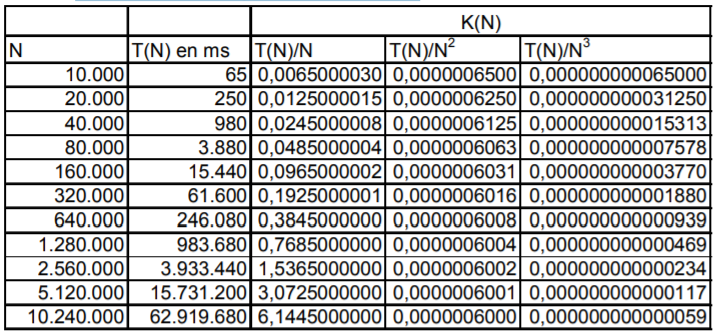 K(N)
N T(N) en ms T(N)/N T(N)/N² T(N)/N³
10.000 65 0,0065000030 0,0000006500 0,000000000065000
20.000 250 0,0125000015 0,0000006250 0,000000000031250
40.000 980 0,0245000008 0,0000006125 0,000000000015313
80.000 3.880 0,0485000004 0,0000006063 0,000000000007578
160.000 15.440 0,0965000002 0,0000006031 0,000000000003770
320.000 61.600 0,1925000001 0,0000006016 0,000000000001880
640.000 246.080 0,3845000000 0,0000006008 0,000000000000939
1.280.000 983.680 0,7685000000 0,0000006004 0,000000000000469
2.560.000 3.933.440 1,5365000000 0,0000006002 0,000000000000234
5.120.000 15.731.200 3,0725000000 0,0000006001 0,000000000000117
10.240.000 62.919.680 6,1445000000 0,0000006000 0,000000000000059